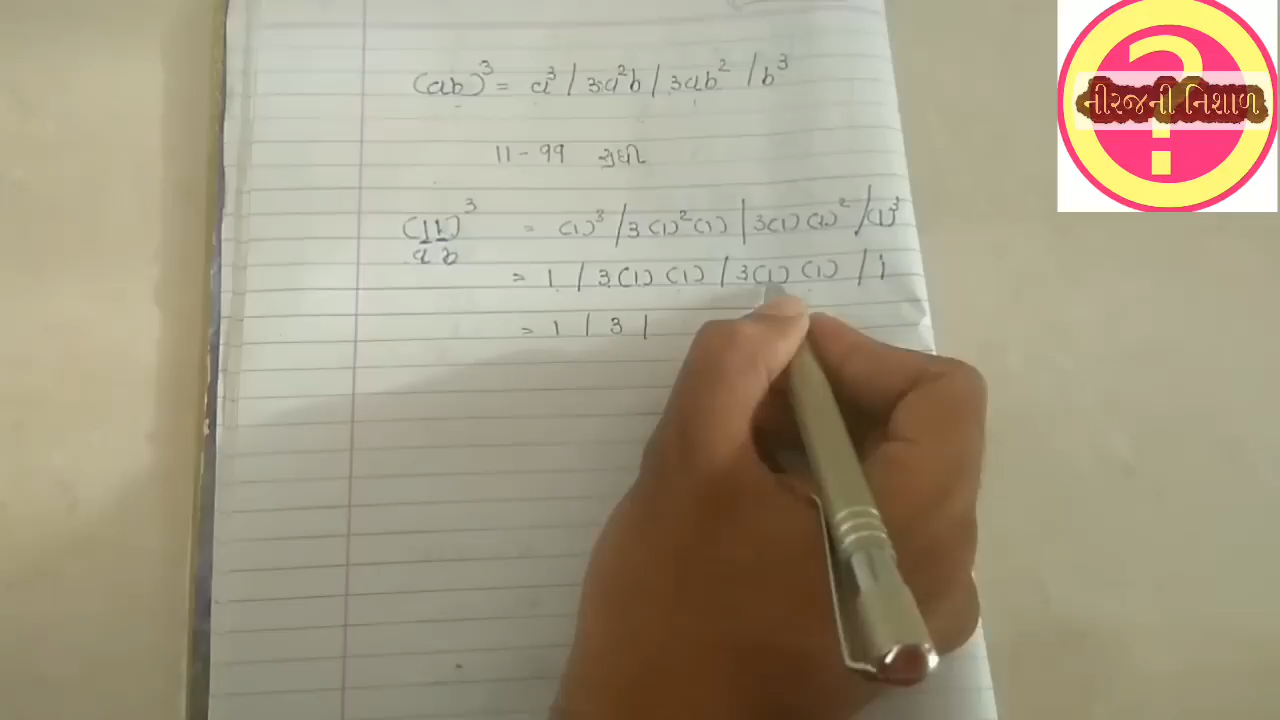 (ab)³ = a³ / 3a²b / 3ab² / b³
11 - 99 સુધી
(11)³ = (1)³ / 3(1)²(1) / 3(1)(1)² / (1)³
a b
= 1 / 3(1)(1) / 3(1)(1) / 1
= 1 / 3 /
નીરજની નિશાળ
?